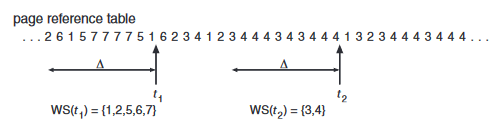 page reference table
. . . 2 6 1 5 7 7 7 7 5 1 6 2 3 4 1 2 3 4 4 4 3 4 3 4 4 4 1 3 2 3 4 4 4 3 4 4 4 . . .
Δ Δ
t1 t2
WS(t1) = {1,2,5,6,7} WS(t2) = {3,4}